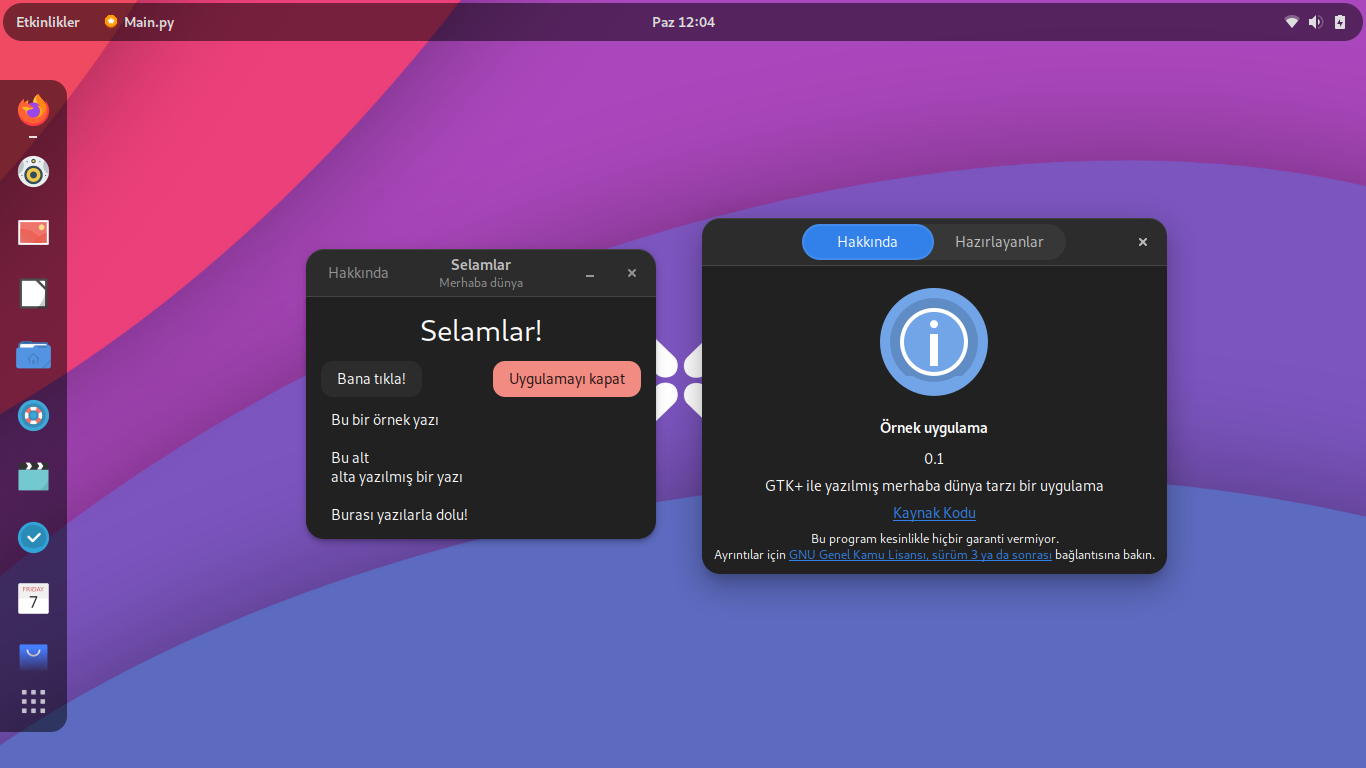 Etkinlikler
Main.py
Paz 12:04
Hakkında
Selamlar
Merhaba dünya
Selamlar!
Bana tıkla!
Uygulamayı kapat
Bu bir örnek yazı
Bu alt
alta yazılmış bir yazı
Burası yazılarla dolu!
Hakkında
Hazırlayanlar
Örnek uygulama
0.1
GTK+ ile yazılmış merhaba dünya tarzı bir uygulama
Kaynak Kodu
Bu program kesinlikle hiçbir garanti vermiyor.
Ayrıntılar için GNU Genel Kamu Lisansı, sürüm 3 ya da sonrası bağlantısına bakın.
FRIDAY
7